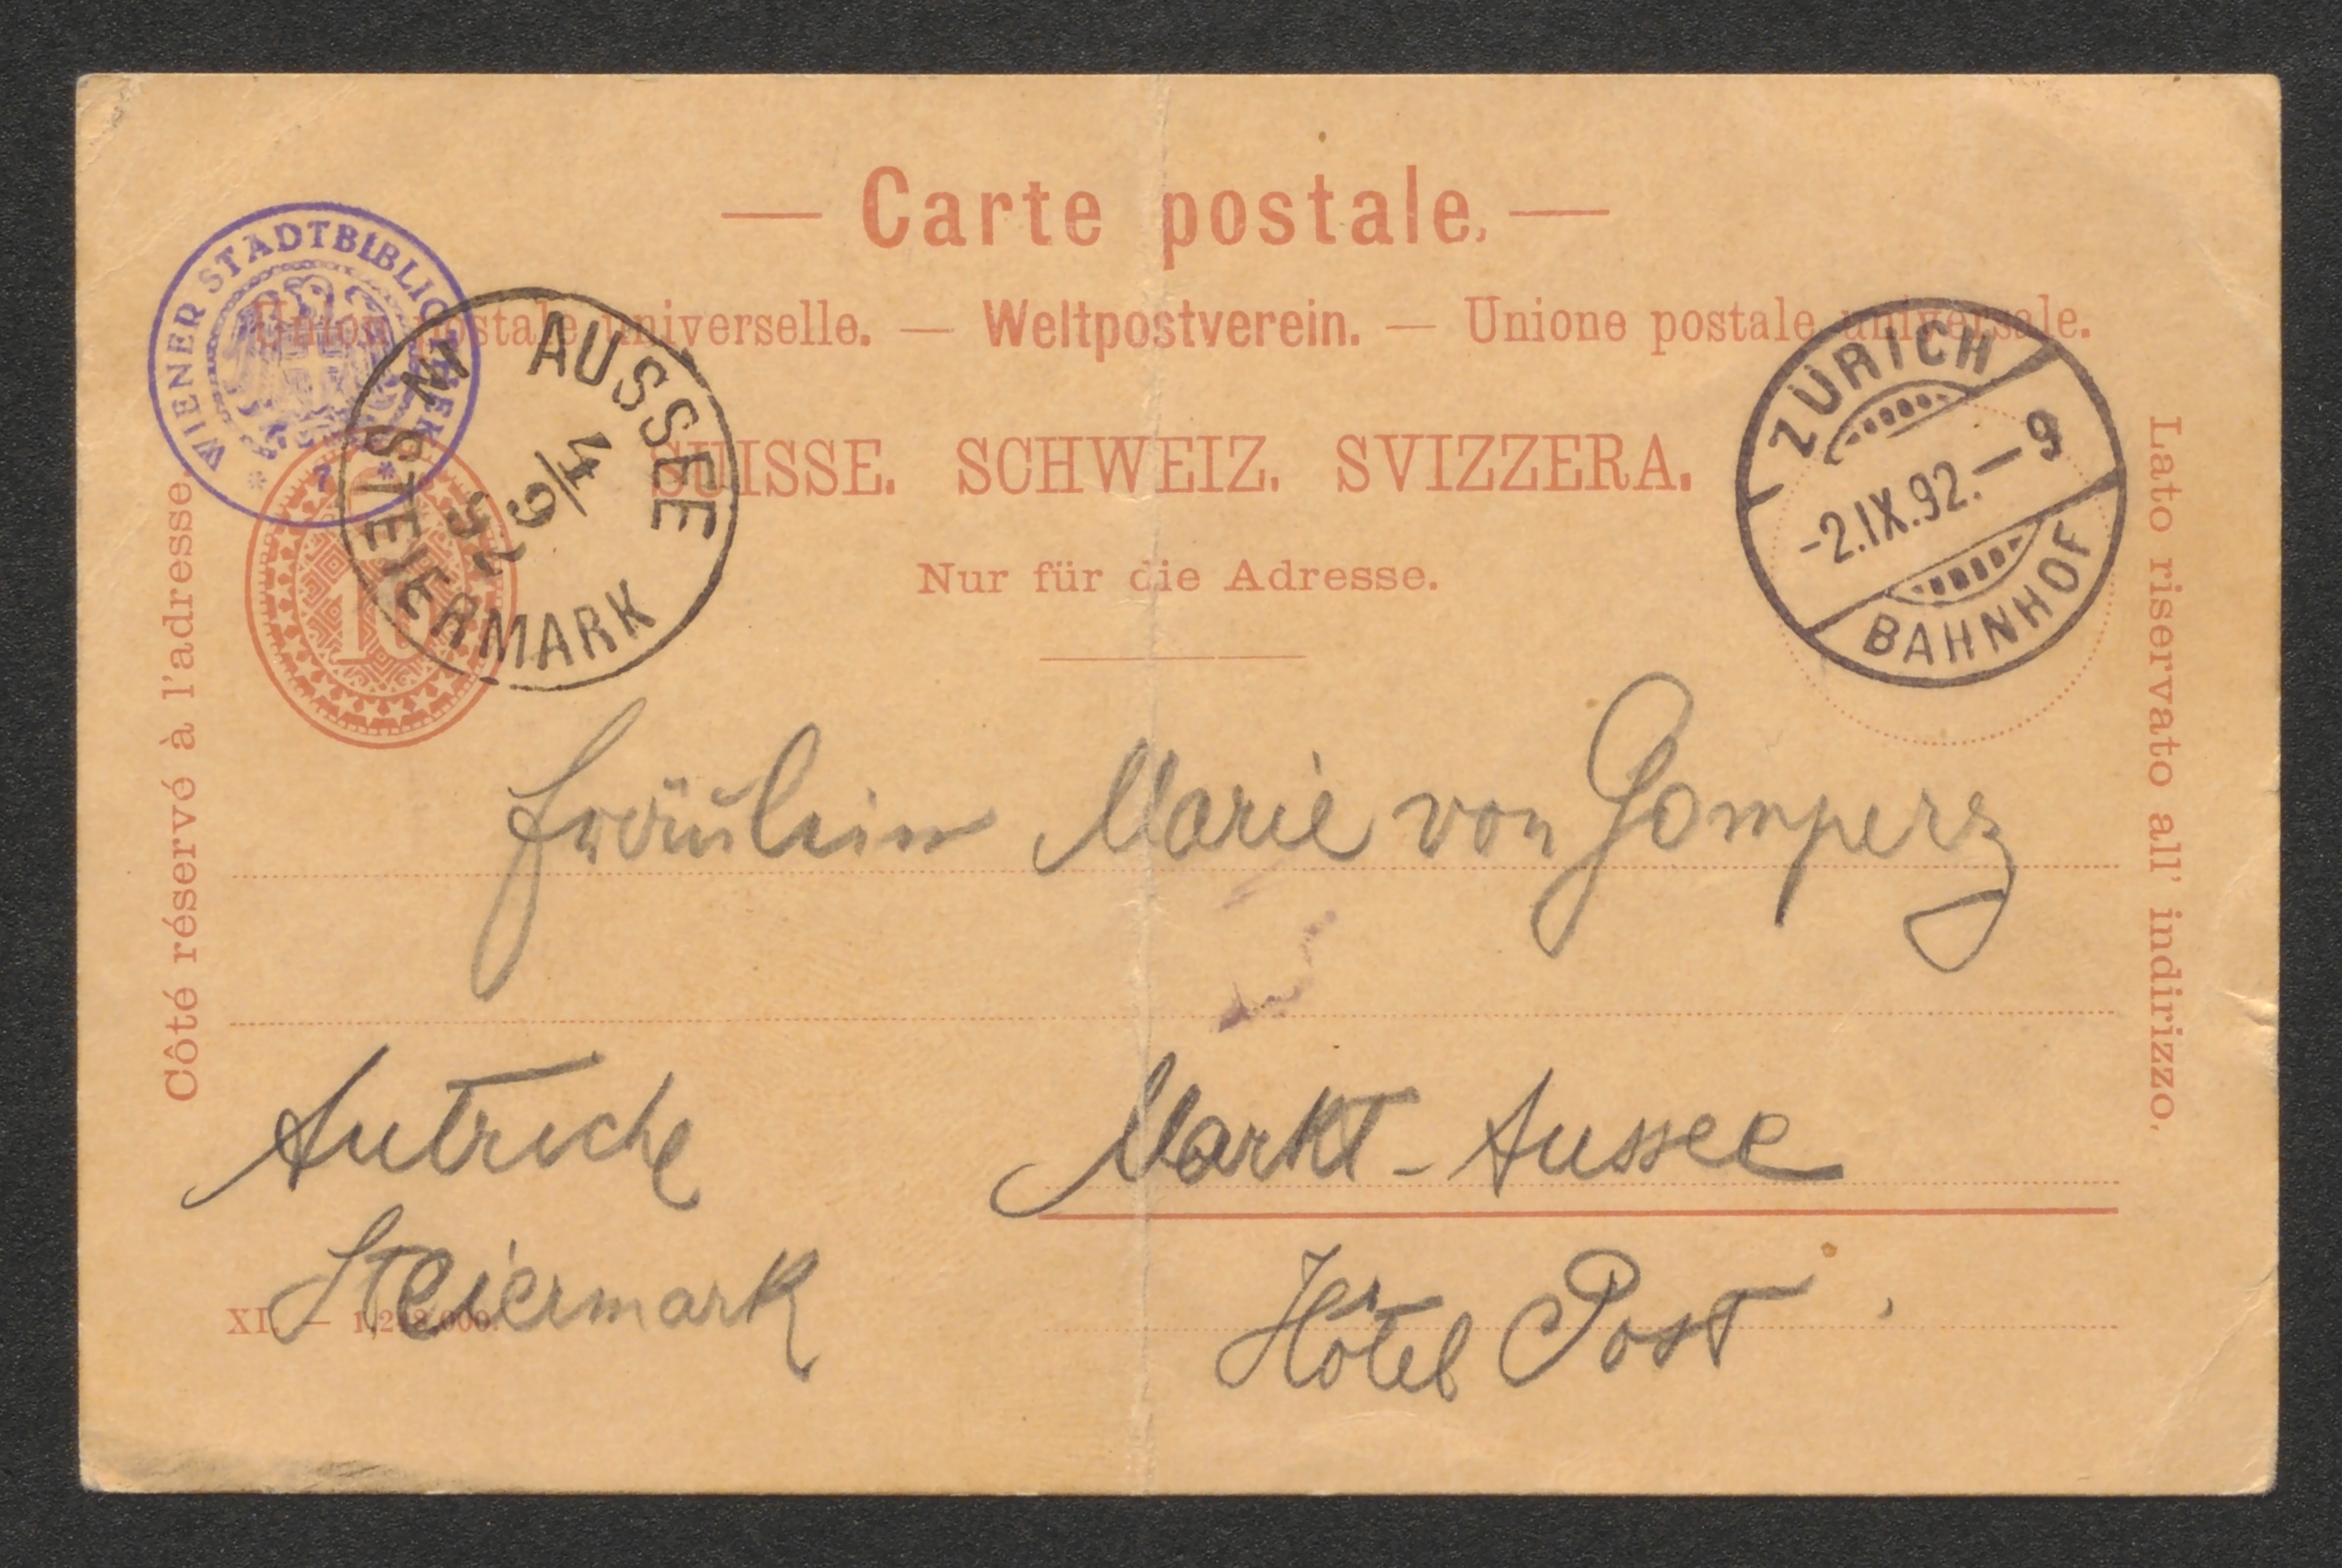 — Carte postale. —
Union postale universelle. — Weltpostverein. — Unione postale universale.
SUISSE. SCHWEIZ. SVIZZERA.
Nur für die Adresse.
Côté réservé à l'adresse.
Lato riservato all' indirizzo.
WIENER STADTBIBLIOTHEK
* 7 *
10
AUSSEE
4/9
92
STEIERMARK
ZÜRICH
-2.IX.92.-9
BAHNHOF
Fräulein Marie von Gomperz
Autriche
Markt-Aussee
Steiermark
Hôtel Post